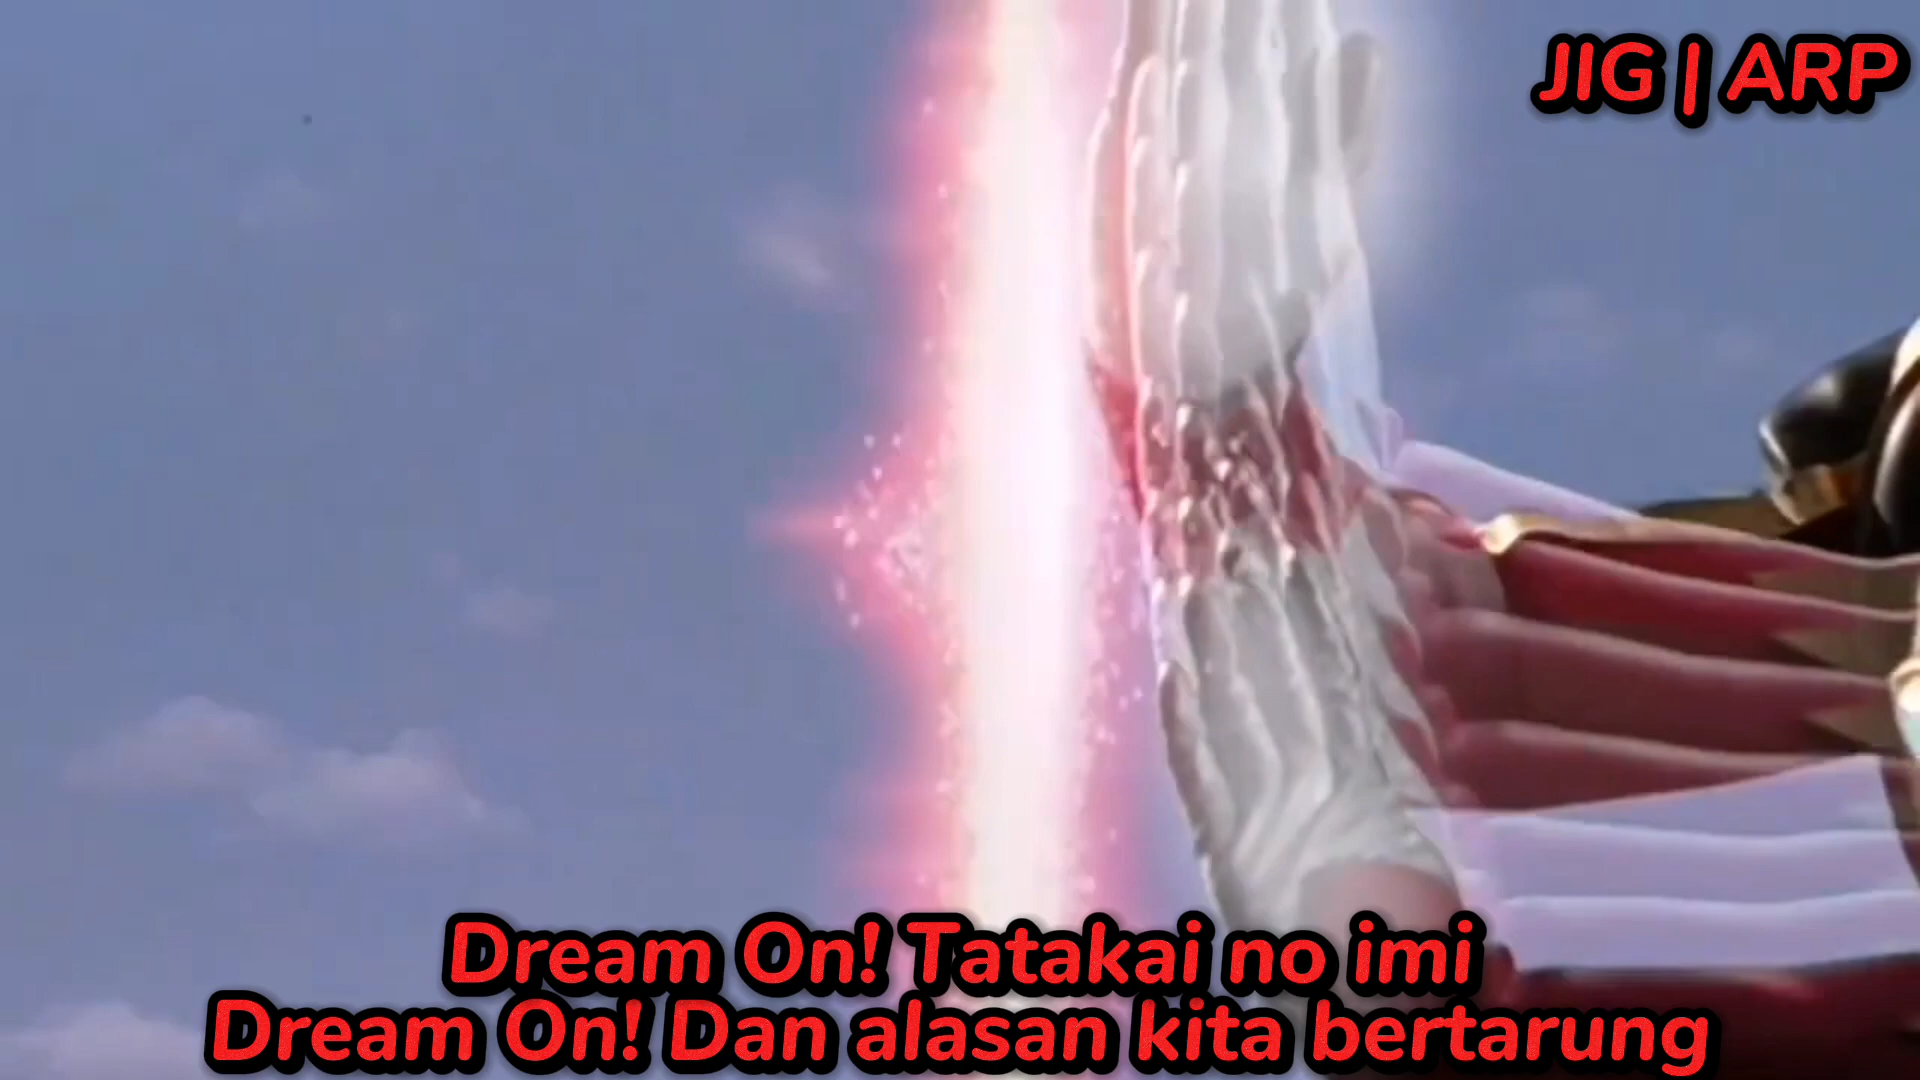 JIG | ARP
Dream On! Tatakai no imi
Dream On! Dan alasan kita bertarung